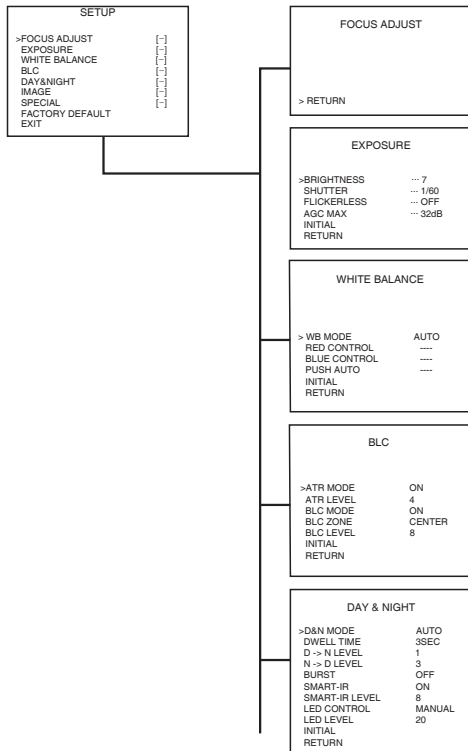 SETUP
>FOCUS ADJUST [–]
EXPOSURE [–]
WHITE BALANCE [–]
BLC [–]
DAY&NIGHT [–]
IMAGE [–]
SPECIAL [–]
FACTORY DEFAULT
EXIT
FOCUS ADJUST
> RETURN
EXPOSURE
>BRIGHTNESS ··· 7
SHUTTER ··· 1/60
FLICKERLESS ··· OFF
AGC MAX ··· 32dB
INITIAL
RETURN
WHITE BALANCE
> WB MODE AUTO
RED CONTROL ----
BLUE CONTROL ----
PUSH AUTO ----
INITIAL
RETURN
BLC
>ATR MODE ON
ATR LEVEL 4
BLC MODE ON
BLC ZONE CENTER
BLC LEVEL 8
INITIAL
RETURN
DAY & NIGHT
>D&N MODE AUTO
DWELL TIME 3SEC
D -> N LEVEL 1
N -> D LEVEL 3
BURST OFF
SMART-IR ON
SMART-IR LEVEL 8
LED CONTROL MANUAL
LED LEVEL 20
INITIAL
RETURN